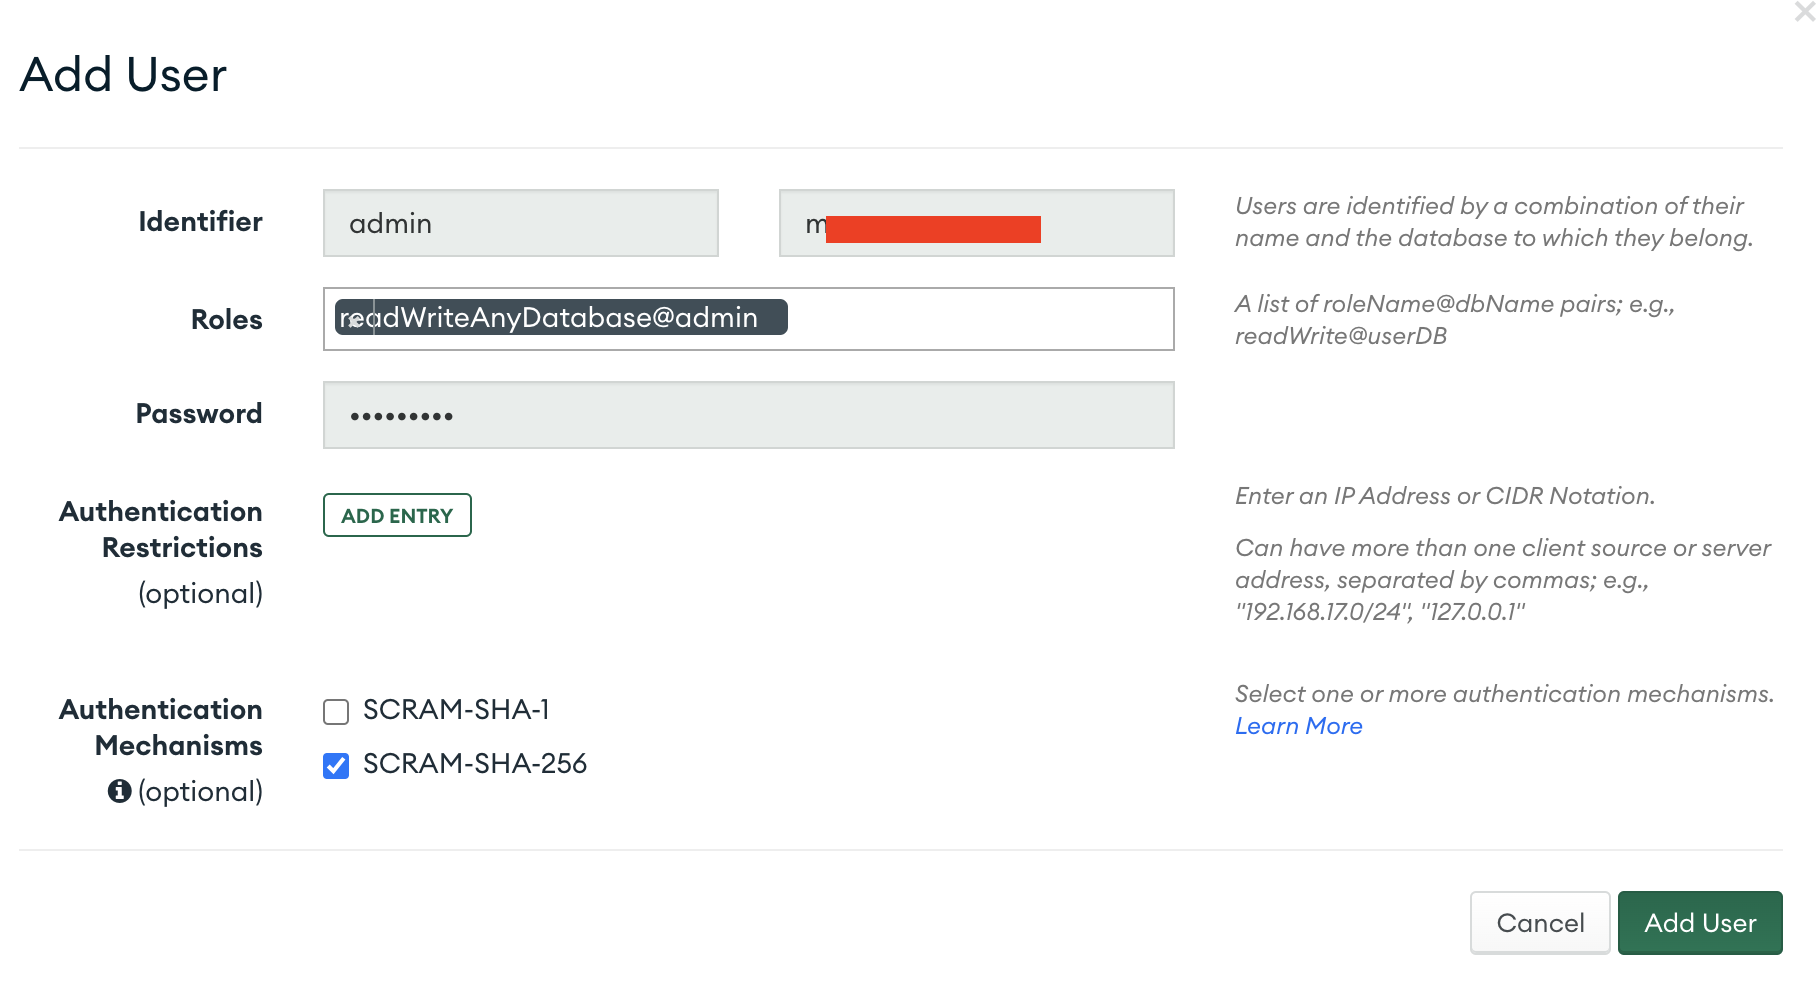 Add User
Identifier
admin
m
Users are identified by a combination of their
name and the database to which they belong.
Roles
readWriteAnyDatabase@admin
A list of roleName@dbName pairs; e.g.,
readWrite@userDB
Password
•••••••••
Authentication
Restrictions
(optional)
ADD ENTRY
Enter an IP Address or CIDR Notation.
Can have more than one client source or server
address, separated by commas; e.g.,
"192.168.17.0/24", "127.0.0.1"
Authentication
Mechanisms
(optional)
SCRAM-SHA-1
SCRAM-SHA-256
Select one or more authentication mechanisms.
Learn More
Cancel
Add User